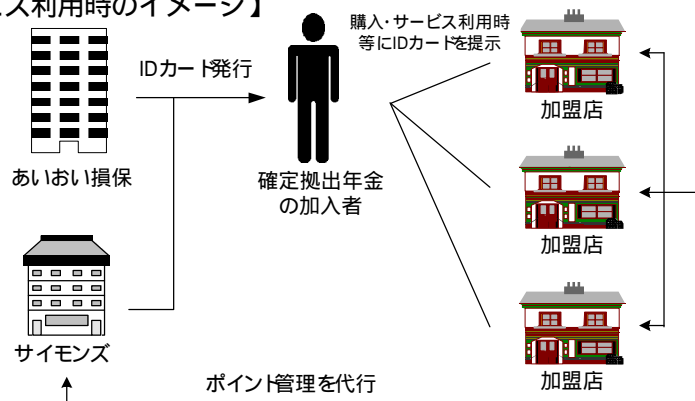 ビス利用時のイメージ】
購入・サービス利用時
等にIDカードを提示
IDカード発行
あいおい損保
確定拠出年金
の加入者
加盟店
加盟店
サイモンズ
ポイント管理を代行
加盟店